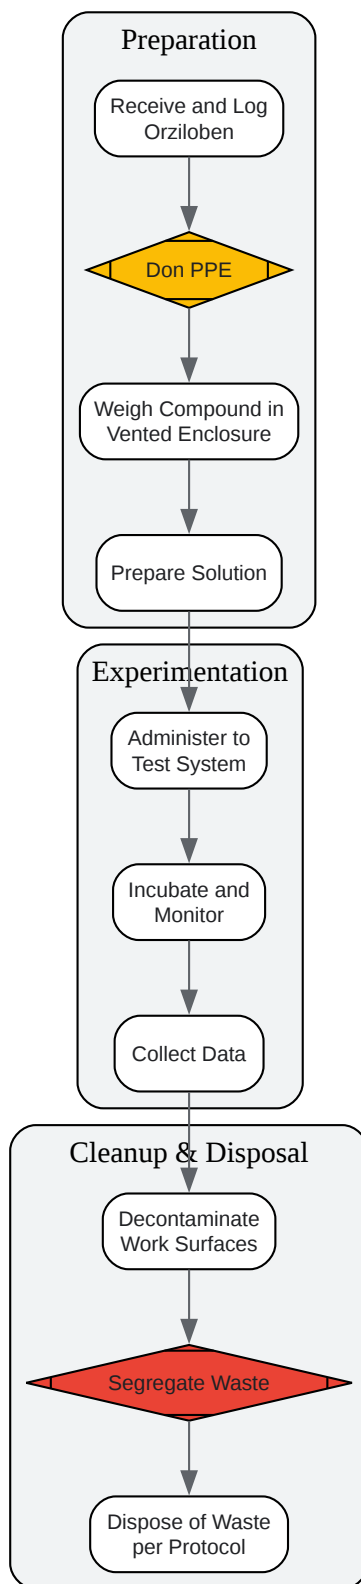 Preparation
Receive and Log
Orziloben
Don PPE
Weigh Compound in
Vented Enclosure
Prepare Solution
Experimentation
Administer to
Test System
Incubate and
Monitor
Collect Data
Cleanup & Disposal
Decontaminate
Work Surfaces
Segregate Waste
Dispose of Waste
per Protocol